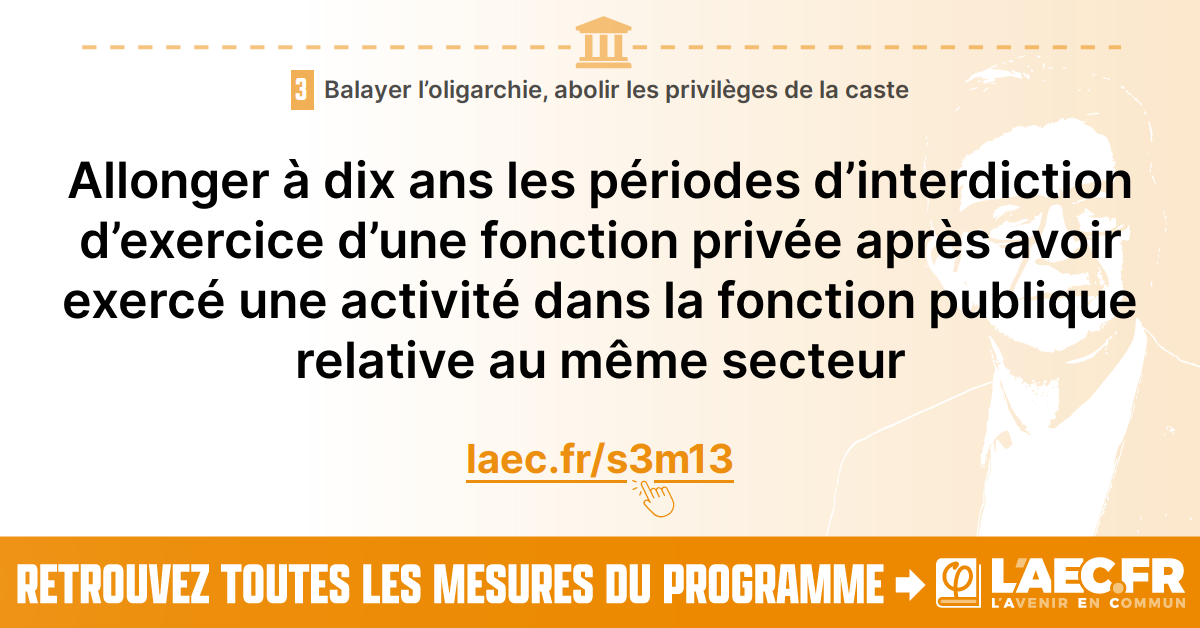 3 Balayer l’oligarchie, abolir les privilèges de la caste
Allonger à dix ans les périodes d’interdiction
d’exercice d’une fonction privée après avoir
exercé une activité dans la fonction publique
relative au même secteur
laec.fr/s3m13
RETROUVEZ TOUTES LES MESURES DU PROGRAMME
φ L'AEC.FR
L'AVENIR EN COMMUN